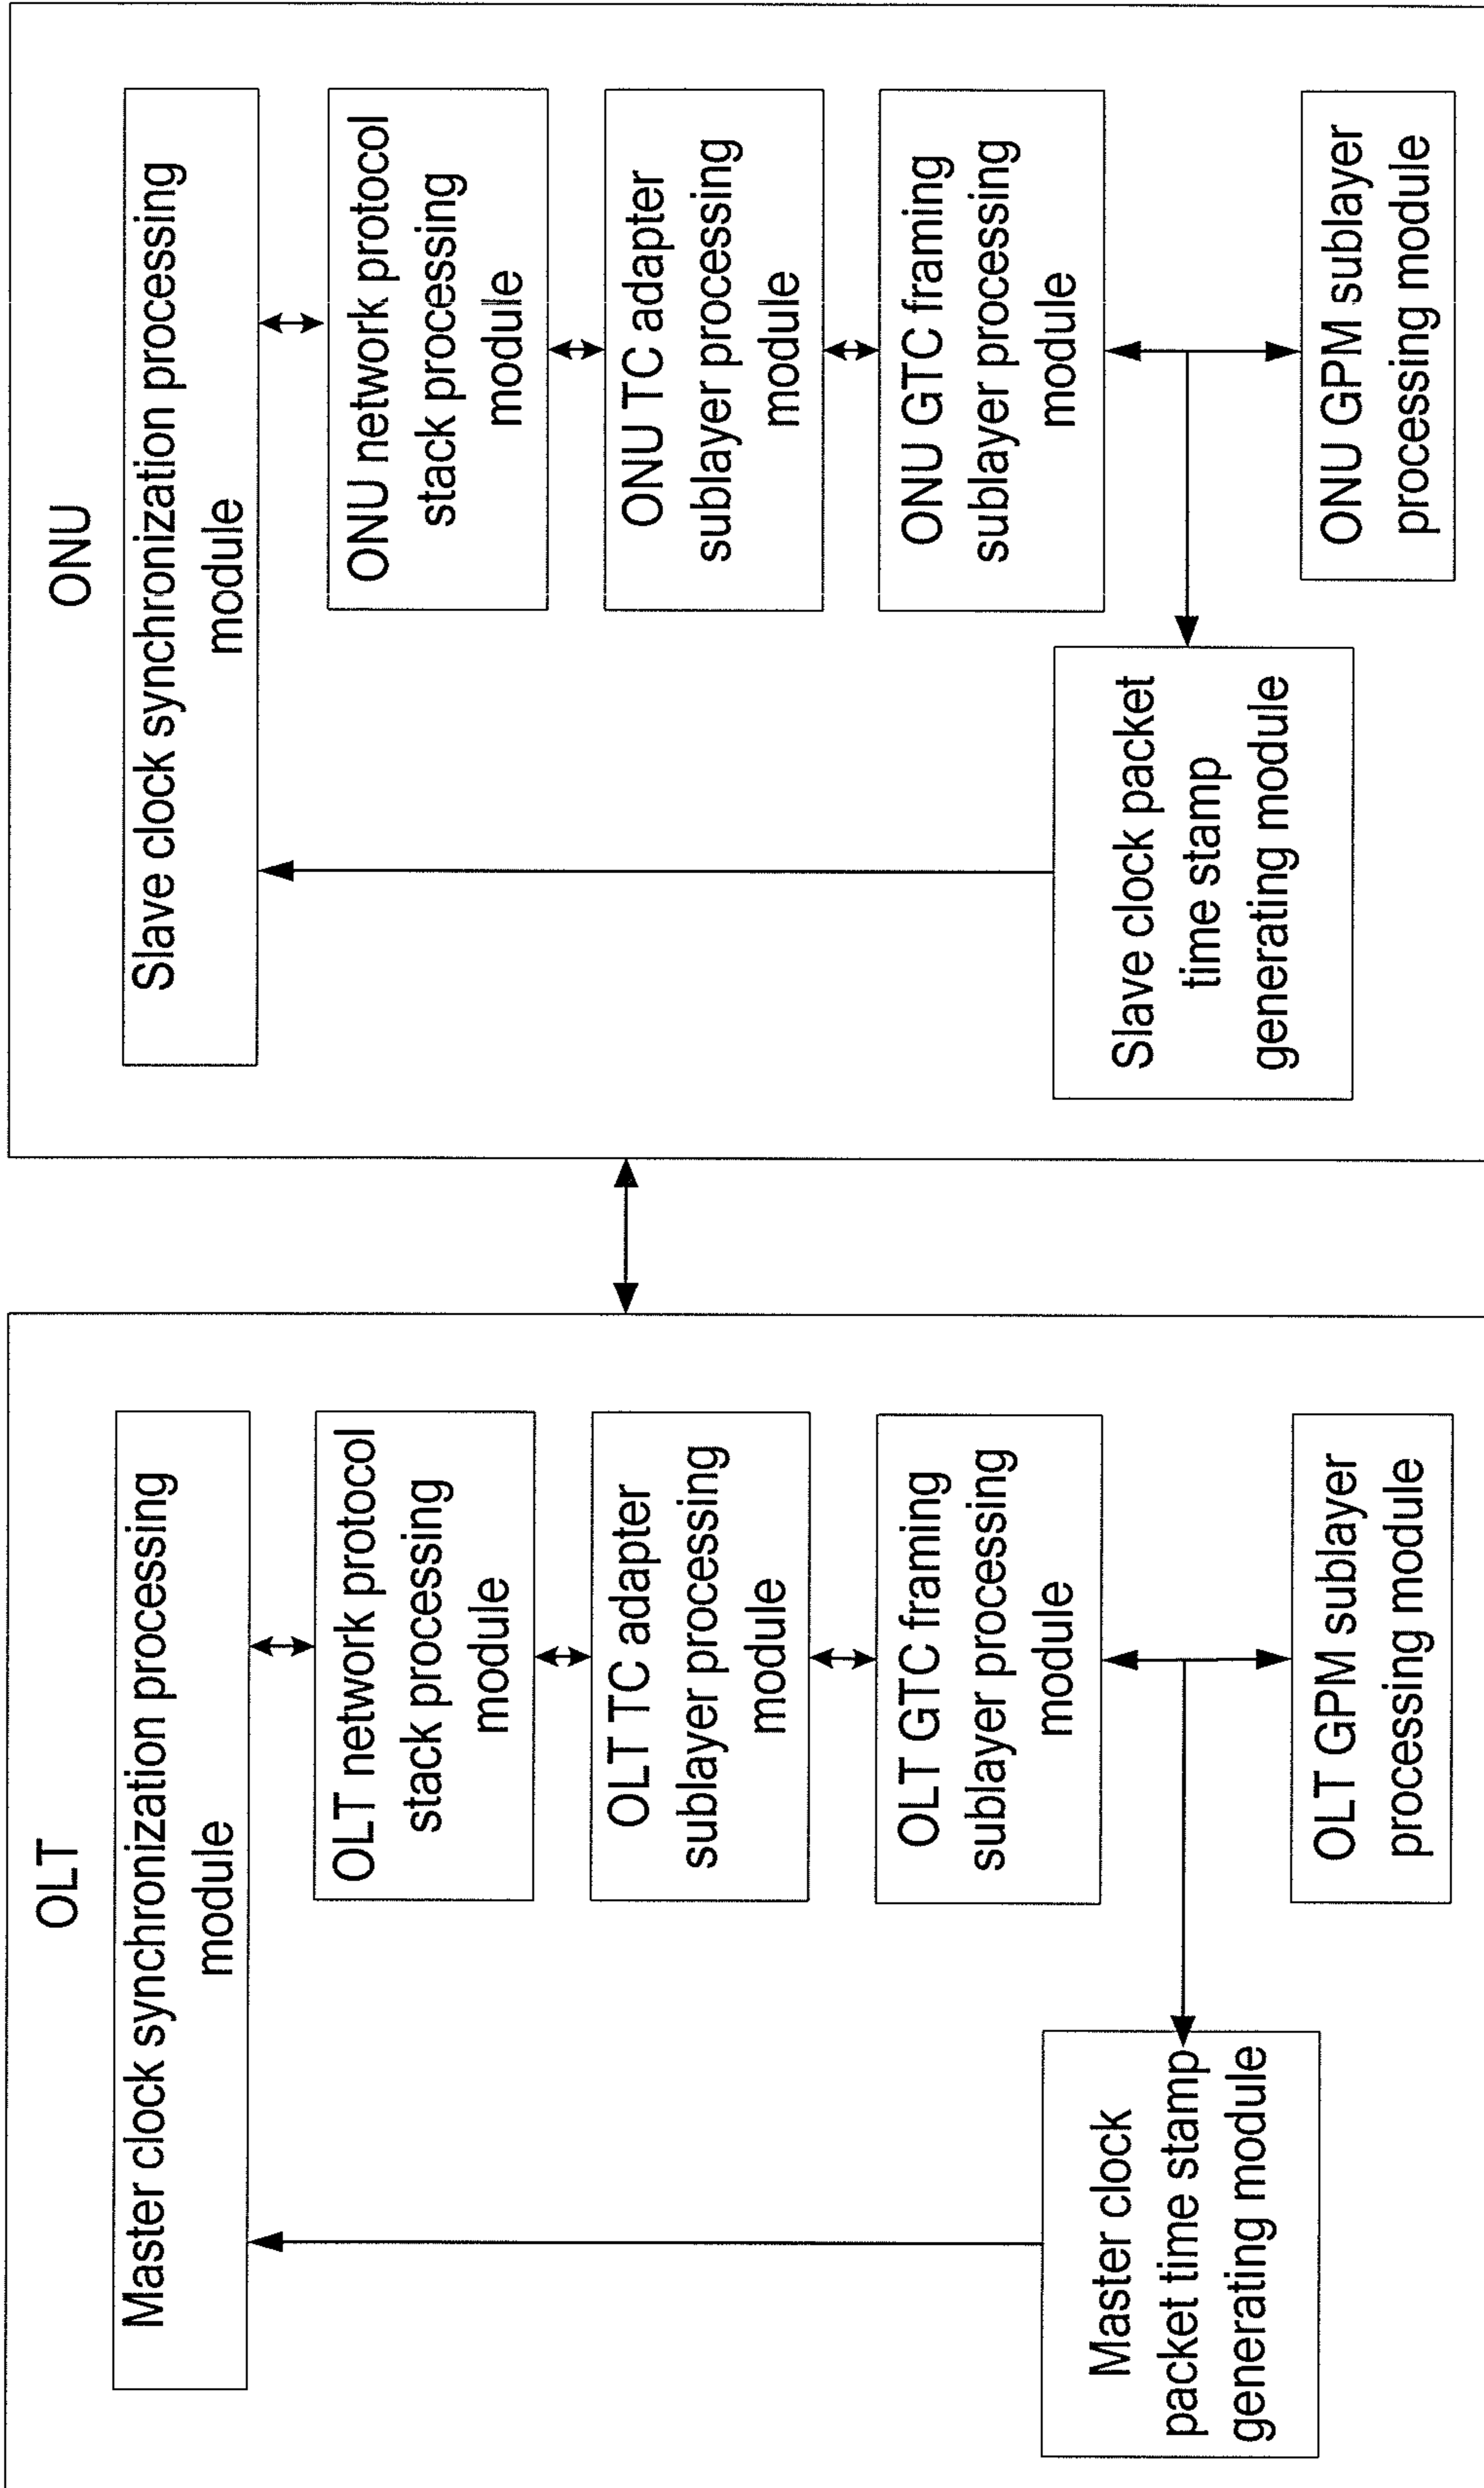 OLT
Master clock synchronization processing
module
OLT network protocol
stack processing
module
OLT TC adapter
sublayer processing
module
OLT GTC framing
sublayer processing
module
Master clock
packet time stamp
generating module
OLT GPM sublayer
processing module
ONU
Slave clock synchronization processing
module
ONU network protocol
stack processing
module
ONU TC adapter
sublayer processing
module
ONU GTC framing
sublayer processing
module
Slave clock packet
time stamp
generating module
ONU GPM sublayer
processing module